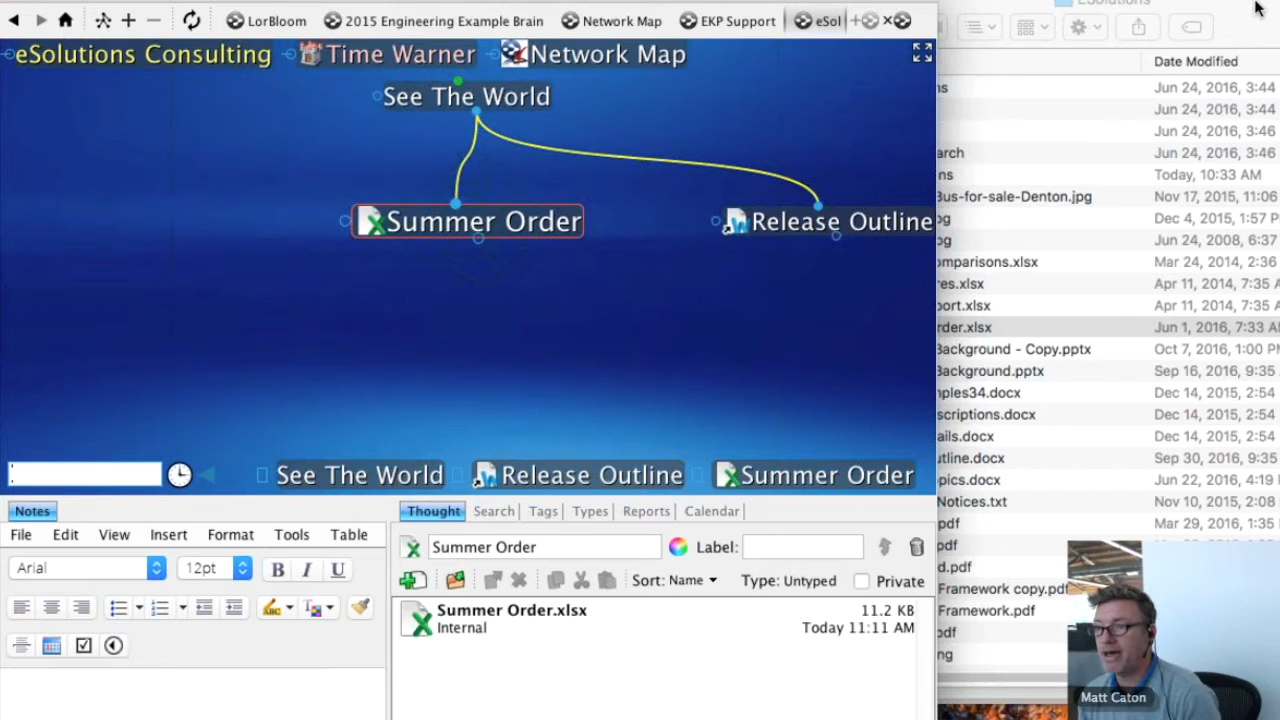 LorBloom 2015 Engineering Example Brain Network Map EKP Support eSol
eSolutions Consulting Time Warner Network Map
See The World
Summer Order Release Outline
See The World Release Outline Summer Order
Notes
File Edit View Insert Format Tools Table
Arial 12pt B I U
Thought Search Tags Types Reports Calendar
Summer Order Label:
Sort: Name Type: Untyped Private
Summer Order.xlsx 11.2 KB
Internal Today 11:11 AM
eSolutions
Date Modified
ns Jun 24, 2016, 3:44
Jun 24, 2016, 3:44
Jun 24, 2016, 3:44
arch Jun 24, 2016, 3:46
ns Today, 10:33 AM
Bus-for-sale-Denton.jpg Nov 17, 2015, 11:06
pg Dec 4, 2015, 1:57 P
pg Jun 24, 2008, 6:37
omparisons.xlsx Mar 24, 2014, 2:36
res.xlsx Apr 11, 2014, 7:35 A
port.xlsx Apr 11, 2014, 7:35
rder.xlsx Jun 1, 2016, 7:33 AM
Background - Copy.pptx Oct 7, 2016, 1:00 P
Background.pptx Sep 16, 2016, 9:35
mples34.docx Dec 14, 2015, 2:54
scriptions.docx Dec 14, 2015, 2:54
ails.docx Dec 14, 2015, 2:54
utline.docx Sep 30, 2016, 9:35
pics.docx Jun 22, 2016, 4:19
Notices.txt Nov 10, 2015, 2:08
pdf Mar 29, 2016, 1:
pdf
d.pdf
Framework copy.pdf
Framework.pdf
pdf
ng
Matt Caton